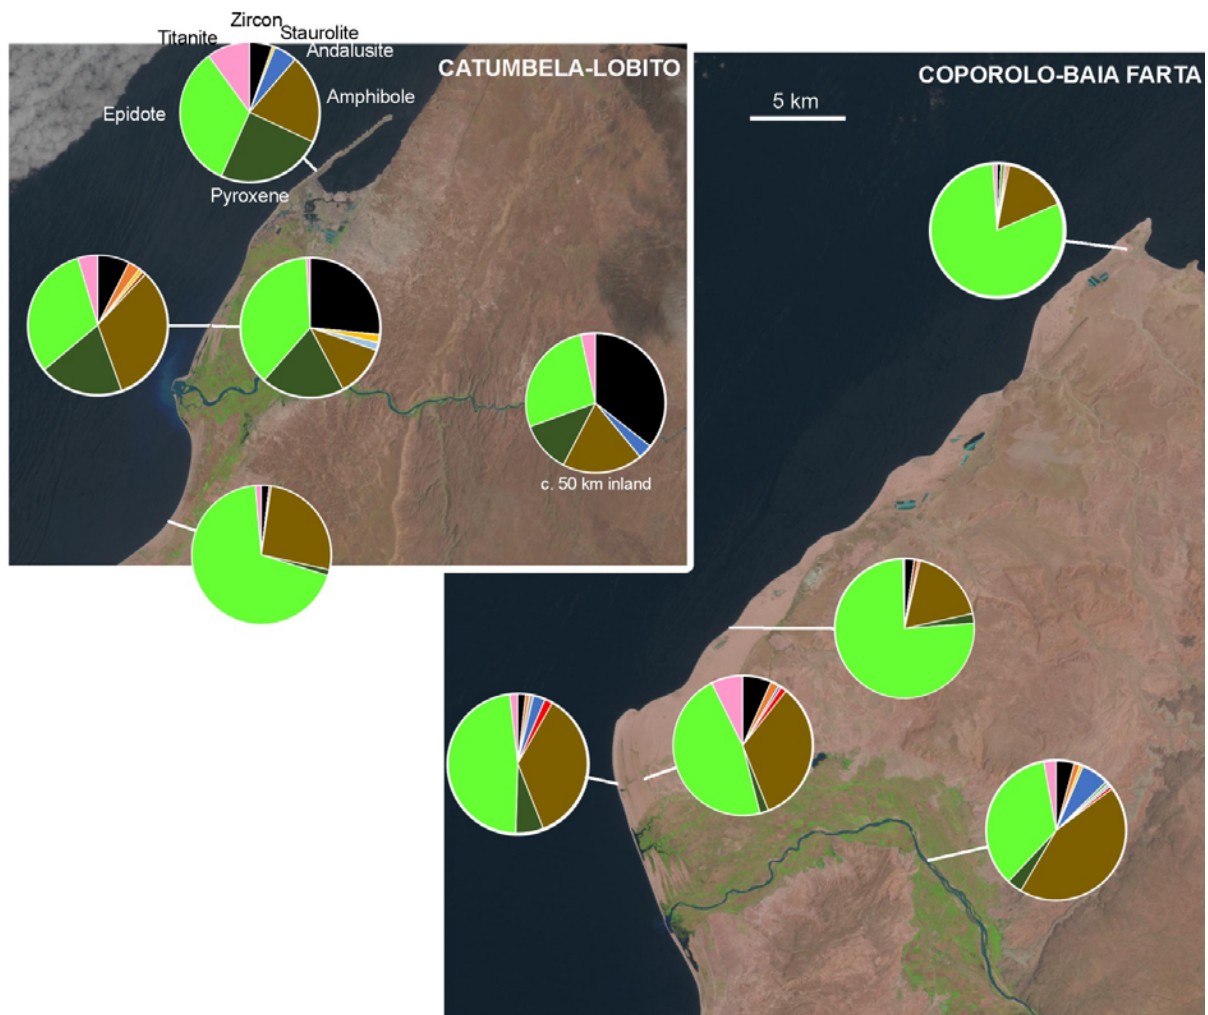 Zircon
Staurolite
Titanite
Andalusite
CATUMBELA-LOBITO
COPOROLO-BAIA FARTA
Amphibole
5 km
Epidote
Pyroxene
c. 50 km inland